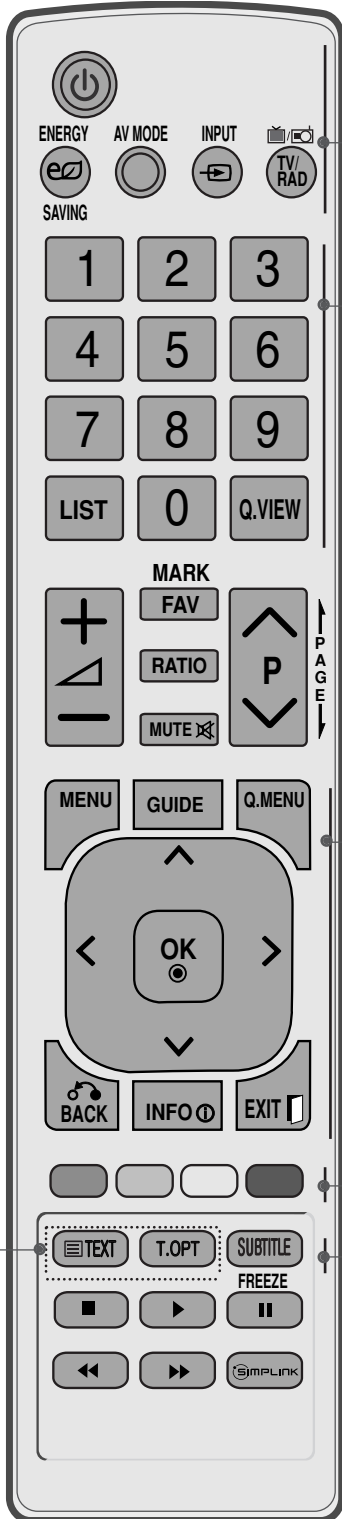 ENERGY AV MODE INPUT
TV/
RAD
SAVING
1 2 3
4 5 6
7 8 9
LIST 0 Q.VIEW
MARK
FAV
RATIO P
MUTE
PAGE
MENU GUIDE Q.MENU
OK
BACK INFO EXIT
TEXT T.OPT SUBTITLE
FREEZE
SIMPLINK